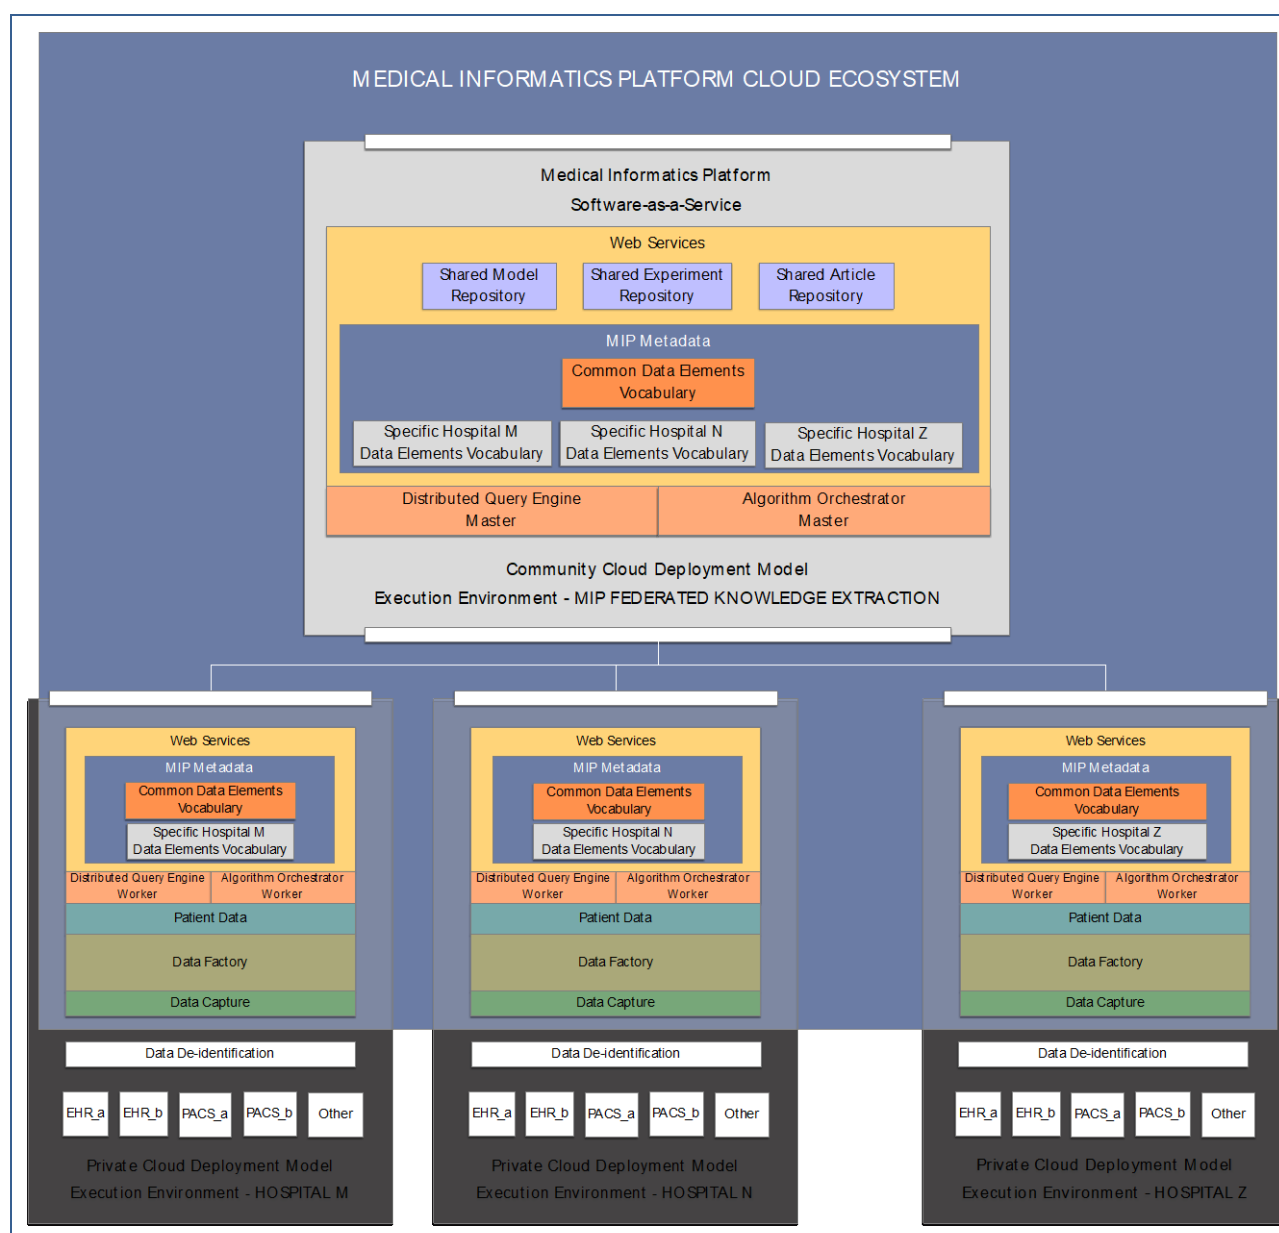 MEDICAL INFORMATICS PLATFORM CLOUD ECOSYSTEM
Medical Informatics Platform
Software-as-a-Service
Web Services
Shared Model
Repository
Shared Experiment
Repository
Shared Article
Repository
MIP Metadata
Common Data Elements
Vocabulary
Specific Hospital M
Data Elements Vocabulary
Specific Hospital N
Data Elements Vocabulary
Specific Hospital Z
Data Elements Vocabulary
Distributed Query Engine
Master
Algorithm Orchestrator
Master
Community Cloud Deployment Model
Execution Environment - MIP FEDERATED KNOWLEDGE EXTRACTION
Web Services
MIP Metadata
Common Data Elements
Vocabulary
Specific Hospital M
Data Elements Vocabulary
Distributed Query Engine
Worker
Algorithm Orchestrator
Worker
Patient Data
Data Factory
Data Capture
Data De-identification
EHR_a
EHR_b
PACS_a
PACS_b
Other
Private Cloud Deployment Model
Execution Environment - HOSPITAL M
Web Services
MIP Metadata
Common Data Elements
Vocabulary
Specific Hospital N
Data Elements Vocabulary
Distributed Query Engine
Worker
Algorithm Orchestrator
Worker
Patient Data
Data Factory
Data Capture
Data De-identification
EHR_a
EHR_b
PACS_a
PACS_b
Other
Private Cloud Deployment Model
Execution Environment - HOSPITAL N
Web Services
MIP Metadata
Common Data Elements
Vocabulary
Specific Hospital Z
Data Elements Vocabulary
Distributed Query Engine
Worker
Algorithm Orchestrator
Worker
Patient Data
Data Factory
Data Capture
Data De-identification
EHR_a
EHR_b
PACS_a
PACS_b
Other
Private Cloud Deployment Model
Execution Environment - HOSPITAL Z